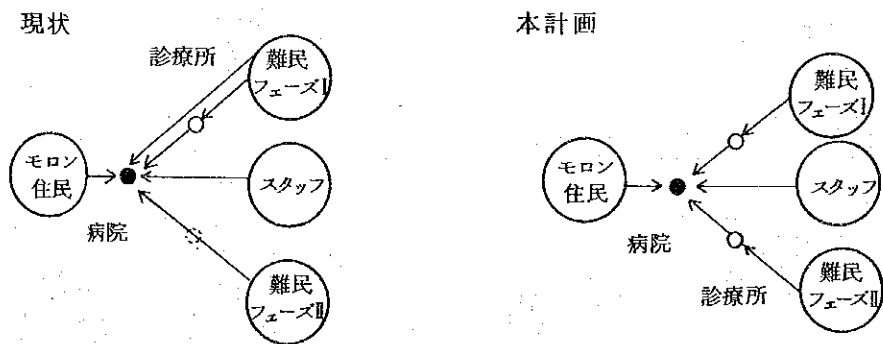 現状
診療所
難民
フェーズⅠ
モロン
住民
スタッフ
病院
難民
フェーズⅡ
本計画
難民
フェーズⅠ
モロン
住民
スタッフ
病院
診療所
難民
フェーズⅡ